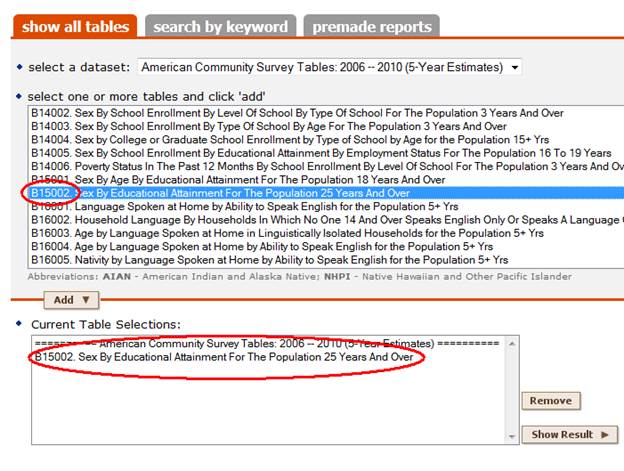 show all tables search by keyword premade reports
select a dataset: American Community Survey Tables: 2006 -- 2010 (5-Year Estimates)
select one or more tables and click 'add'
B14002. Sex By School Enrollment By Level Of School By Type Of School For The Population 3 Years And Over
B14003. Sex By School Enrollment By Type Of School By Age For The Population 3 Years And Over
B14004. Sex by College or Graduate School Enrollment by Type of School by Age for the Population 15+ Yrs
B14005. Sex By School Enrollment By Educational Attainment By Employment Status For The Population 16 To 19 Years
B14006. Poverty Status In The Past 12 Months By School Enrollment By Level Of School For The Population 3 Years And Ov
B15001. Sex By Age By Educational Attainment For The Population 18 Years And Over
B15002. Sex By Educational Attainment For The Population 25 Years And Over
B16001. Language Spoken at Home by Ability to Speak English for the Population 5+ Yrs
B16002. Household Language By Households In Which No One 14 And Over Speaks English Only Or Speaks A Language
B16003. Age by Language Spoken at Home in Linguistically Isolated Households for the Population 5+ Yrs
B16004. Age by Language Spoken at Home by Ability to Speak English for the Population 5+ Yrs
B16005. Nativity by Language Spoken at Home by Ability to Speak English for the Population 5+ Yrs
Abbreviations: AIAN - American Indian and Alaska Native; NHPI - Native Hawaiian and Other Pacific Islander
Add
Current Table Selections:
========== American Community Survey Tables: 2006 -- 2010 (5-Year Estimates) ==========
B15002. Sex By Educational Attainment For The Population 25 Years And Over
Remove
Show Result